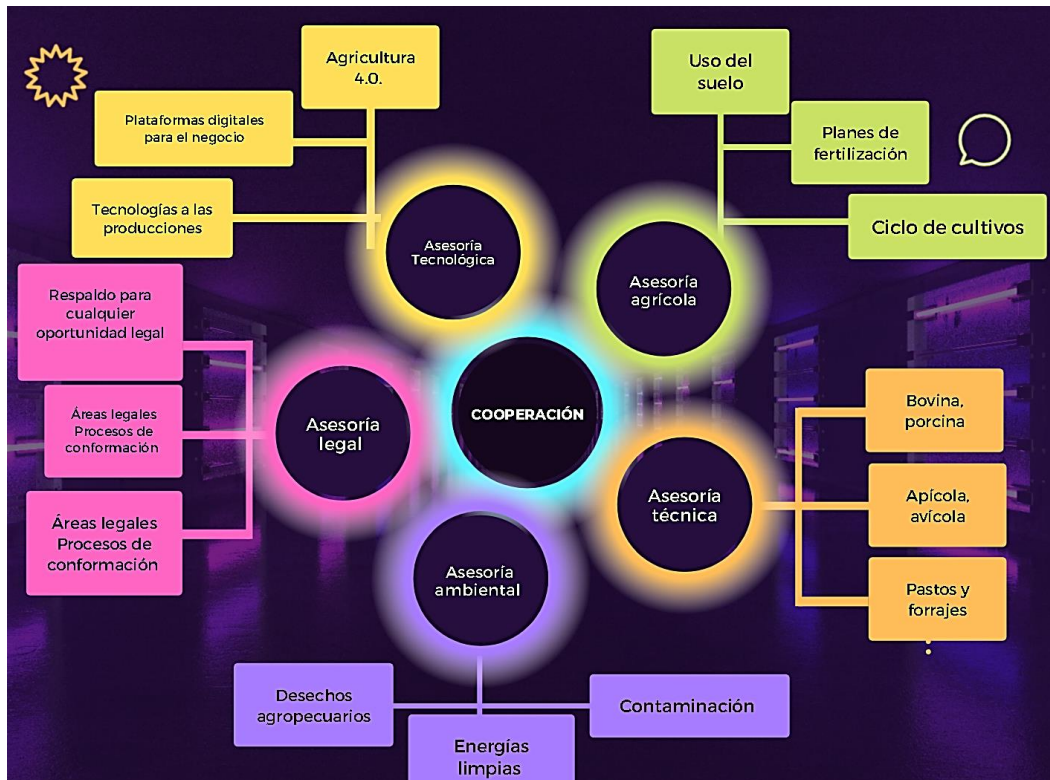 Agricultura
4.0.
Plataformas digitales
para el negocio
Tecnologías a las
producciones
Asesoría
Tecnológica
Uso del
suelo
Planes de
fertilización
Ciclo de cultivos
Asesoría
agrícola
Respaldo para
cualquier
oportunidad legal
Áreas legales
Procesos de
conformación
Áreas legales
Procesos de
conformación
Asesoría
legal
COOPERACIÓN
Asesoría
técnica
Bovina,
porcina
Apícola,
avícola
Pastos y
forrajes
Asesoría
ambiental
Desechos
agropecuarios
Energías
limpias
Contaminación